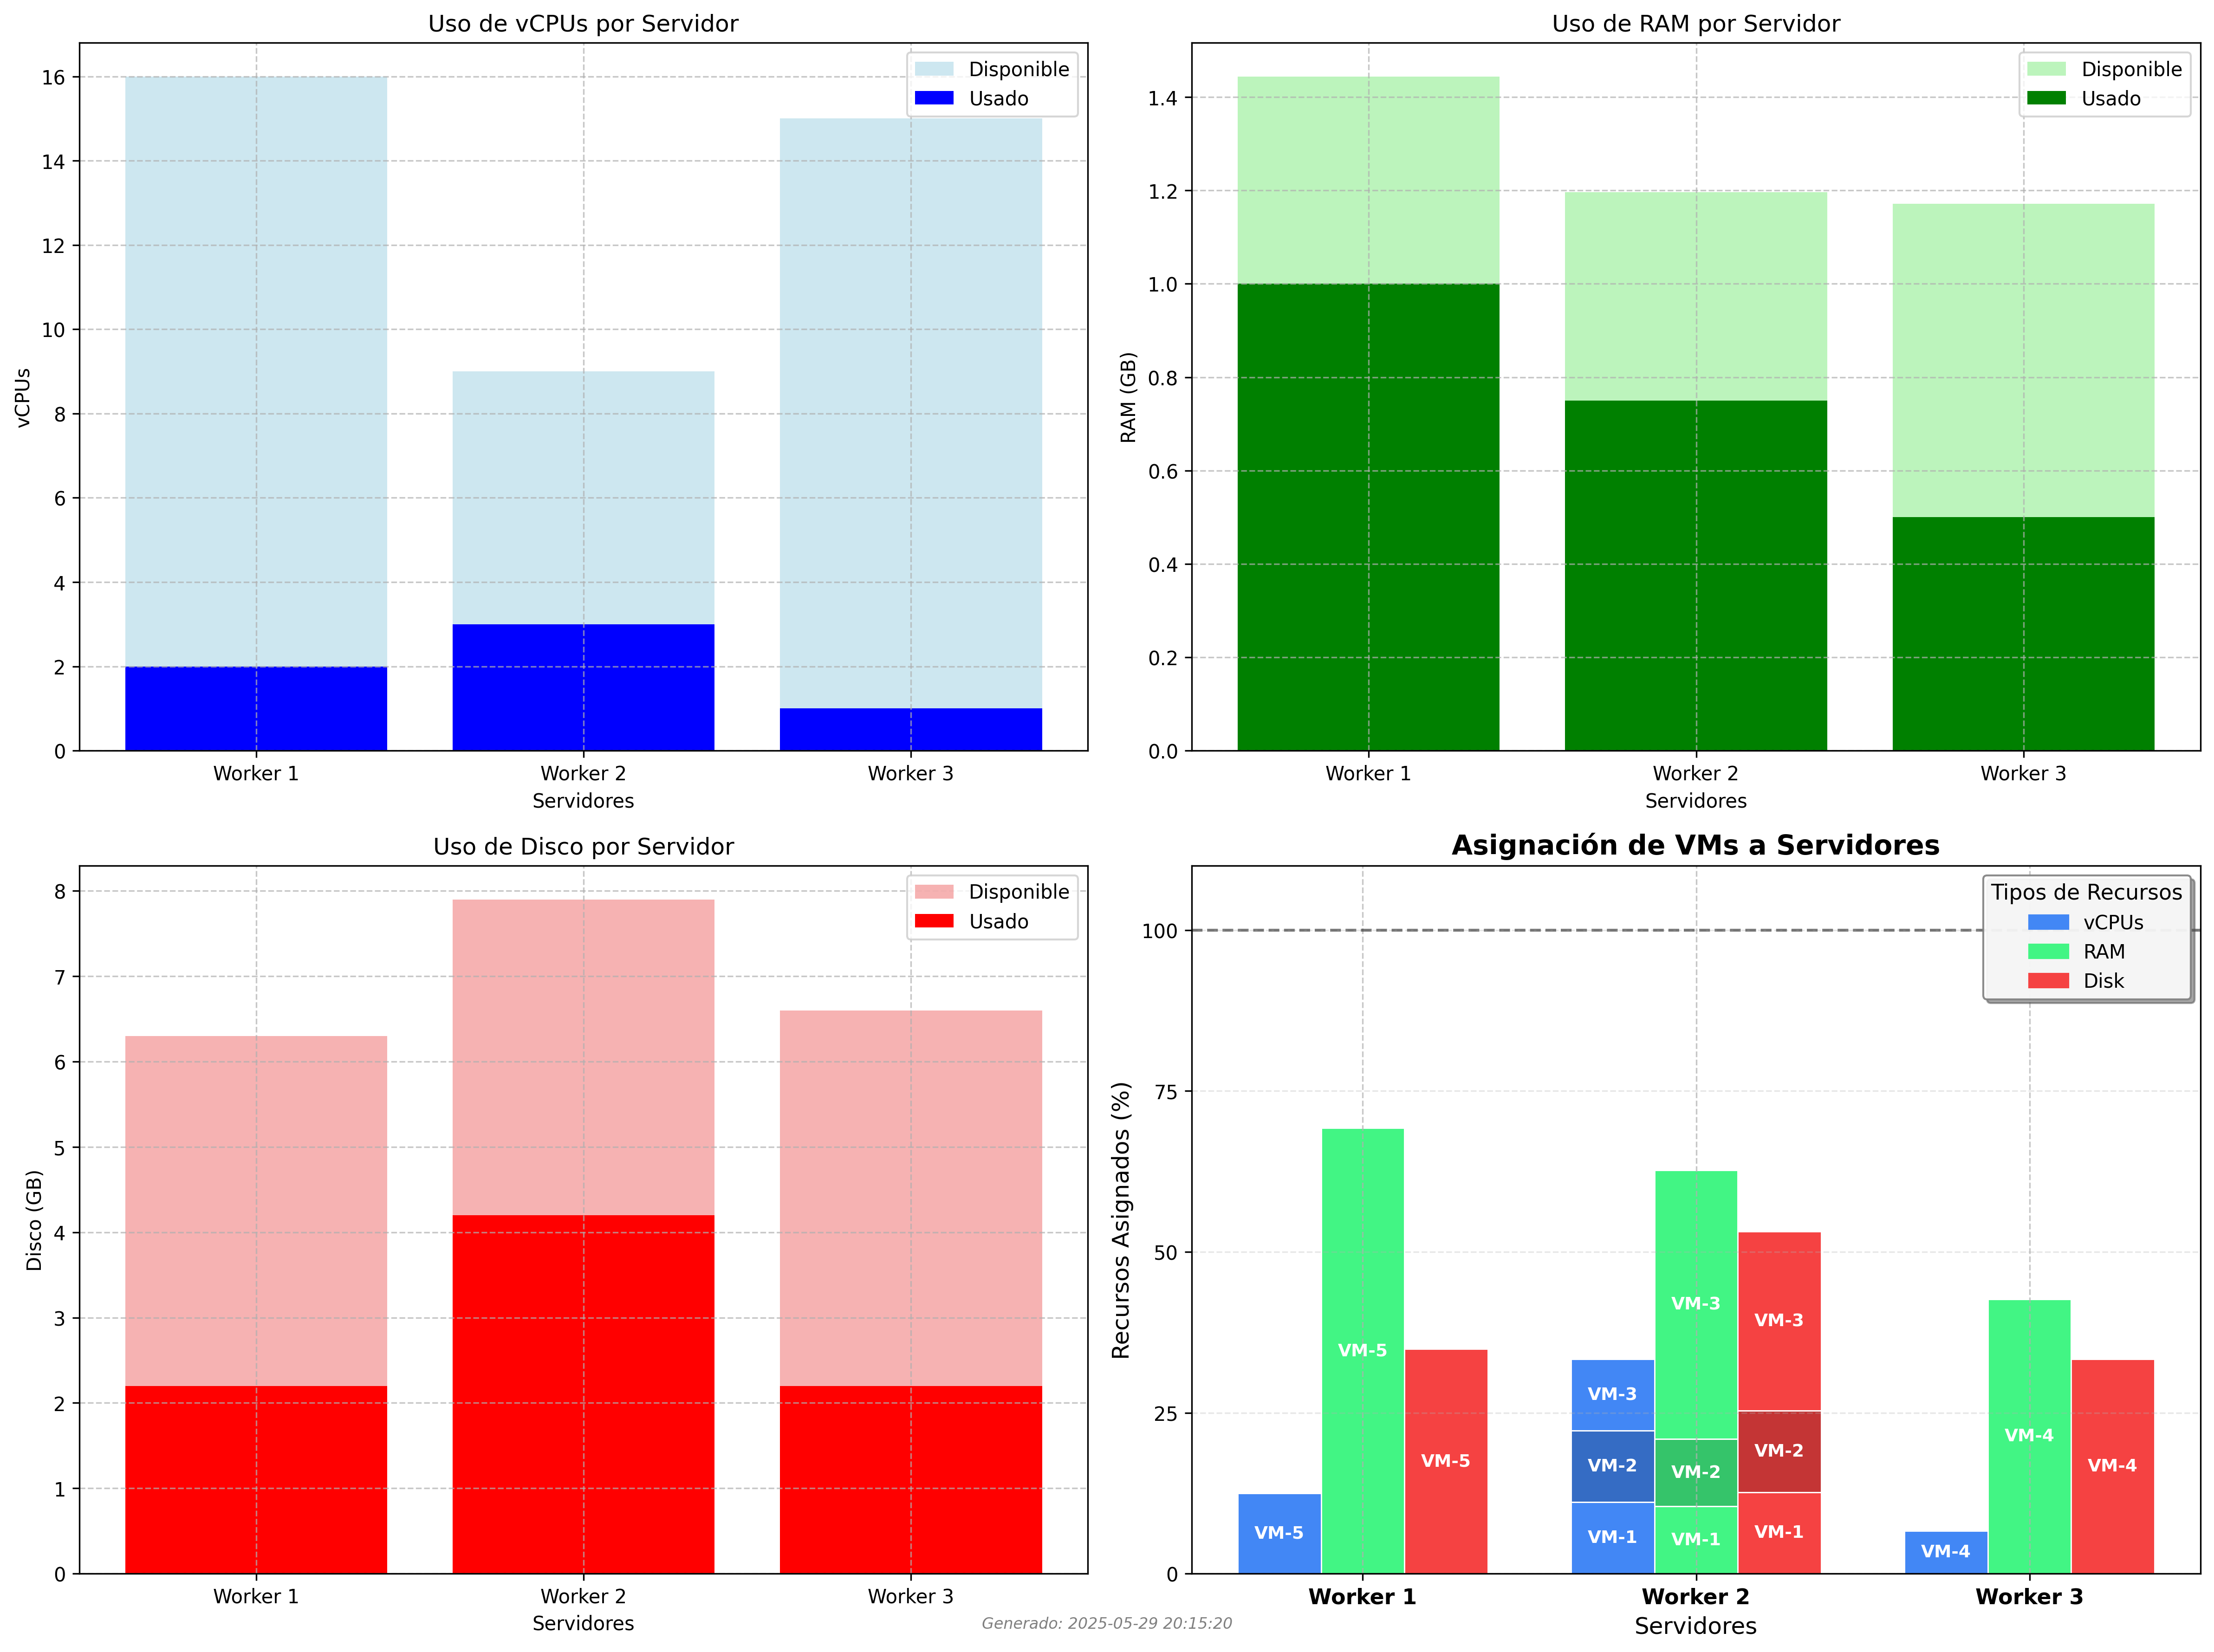 Uso de vCPUs por Servidor
Disponible
Usado
16
14
12
10
8
6
4
2
0
vCPUs
Worker 1
Worker 2
Worker 3
Servidores
Uso de RAM por Servidor
Disponible
Usado
1.4
1.2
1.0
0.8
0.6
0.4
0.2
0.0
RAM (GB)
Worker 1
Worker 2
Worker 3
Servidores
Uso de Disco por Servidor
Disponible
Usado
8
7
6
5
4
3
2
1
0
Disco (GB)
Worker 1
Worker 2
Worker 3
Servidores
Asignación de VMs a Servidores
Tipos de Recursos
vCPUs
RAM
Disk
100
75
50
25
0
Recursos Asignados (%)
VM-5
VM-5
VM-5
VM-3
VM-2
VM-1
VM-3
VM-2
VM-1
VM-3
VM-2
VM-1
VM-4
VM-4
VM-4
Worker 1
Worker 2
Worker 3
Servidores
Generado: 2025-05-29 20:15:20